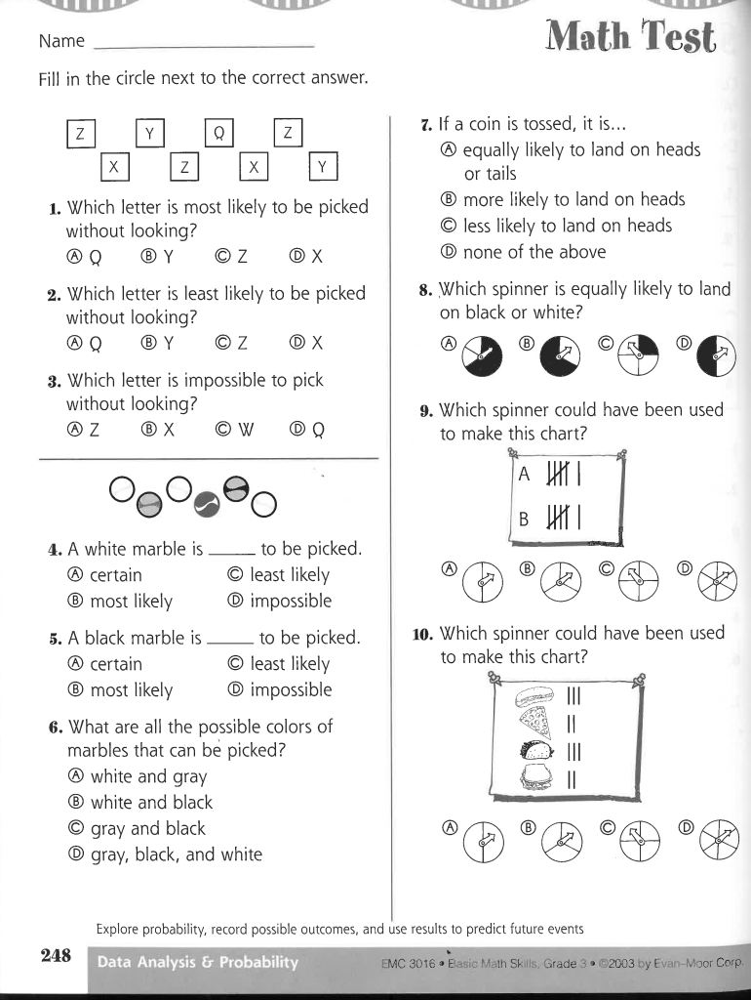 Name
Math Test
Fill in the circle next to the correct answer.
Z Y Q Z
X Z X Y
1. Which letter is most likely to be picked
without looking?
Ⓐ Q Ⓑ Y Ⓒ Z Ⓓ X
2. Which letter is least likely to be picked
without looking?
Ⓐ Q Ⓑ Y Ⓒ Z Ⓓ X
3. Which letter is impossible to pick
without looking?
Ⓐ Z Ⓑ X Ⓒ W Ⓓ Q
4. A white marble is ______ to be picked.
Ⓐ certain Ⓒ least likely
Ⓑ most likely Ⓓ impossible
5. A black marble is ______ to be picked.
Ⓐ certain Ⓒ least likely
Ⓑ most likely Ⓓ impossible
6. What are all the possible colors of
marbles that can be picked?
Ⓐ white and gray
Ⓑ white and black
Ⓒ gray and black
Ⓓ gray, black, and white
7. If a coin is tossed, it is...
Ⓐ equally likely to land on heads
or tails
Ⓑ more likely to land on heads
Ⓒ less likely to land on heads
Ⓓ none of the above
8. Which spinner is equally likely to land
on black or white?
Ⓐ Ⓑ Ⓒ Ⓓ
9. Which spinner could have been used
to make this chart?
A
B
Ⓐ Ⓑ Ⓒ Ⓓ
10. Which spinner could have been used
to make this chart?
Ⓐ Ⓑ Ⓒ Ⓓ
Explore probability, record possible outcomes, and use results to predict future events
248 Data Analysis & Probability EMC 3016 • Basic Math Skills, Grade 3 • ©2003 by Evan-Moor Corp.